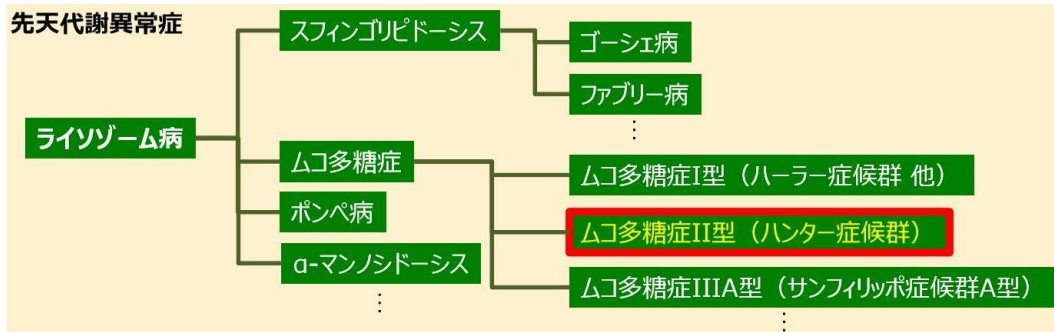 先天代謝異常症
スフィンゴリピドーシス
ゴーシェ病
ファブリー病
⋮
ライソゾーム病
ムコ多糖症
ムコ多糖症I型（ハーラー症候群 他）
ポンペ病
ムコ多糖症II型（ハンター症候群）
α-マンノシドーシス
ムコ多糖症IIIA型（サンフィリッポ症候群A型）
⋮
⋮